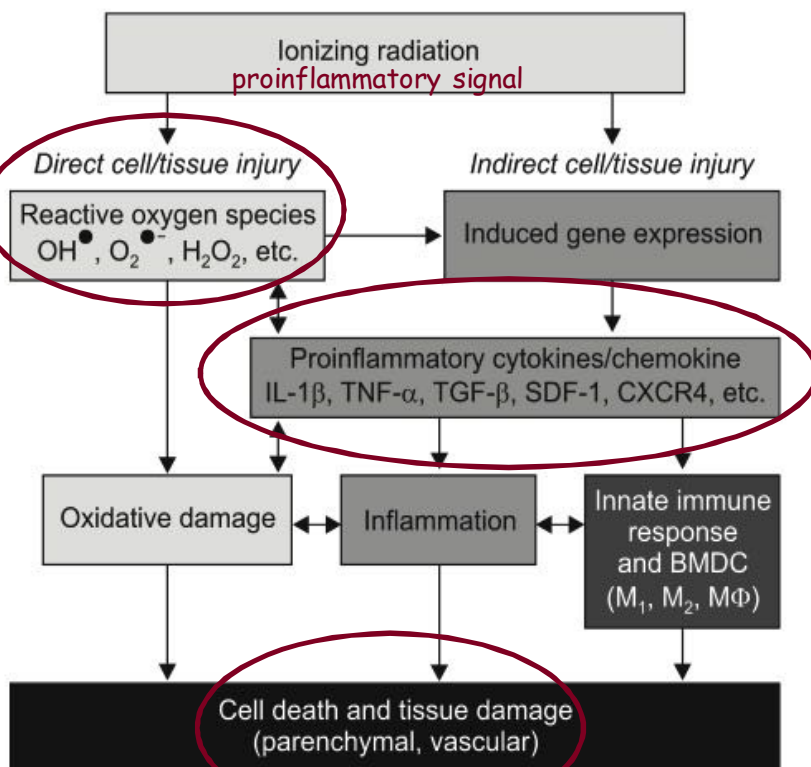 Ionizing radiation
proinflammatory signal
Direct cell/tissue injury
Indirect cell/tissue injury
Reactive oxygen species
OH●, O₂●⁻, H₂O₂, etc.
Induced gene expression
Proinflammatory cytokines/chemokine
IL-1β, TNF-α, TGF-β, SDF-1, CXCR4, etc.
Oxidative damage
Inflammation
Innate immune
response
and BMDC
(M₁, M₂, MΦ)
Cell death and tissue damage
(parenchymal, vascular)